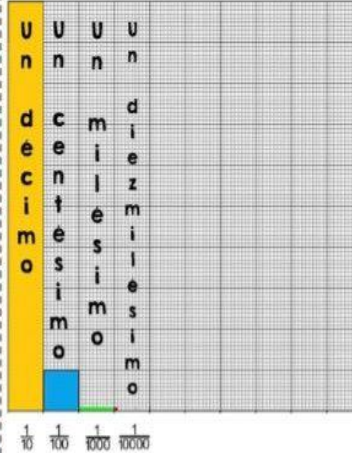 Un décimo
Un centésimo
Un milésimo
Un diezmilésimo
1/10 1/100 1/1000 1/10000